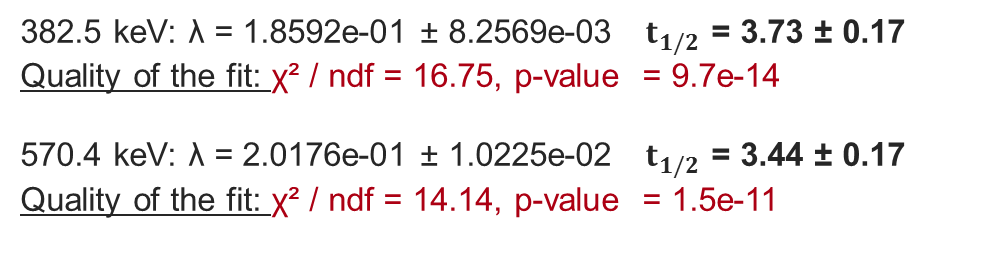 382.5 keV: λ = 1.8592e-01 ± 8.2569e-03 t1/2 = 3.73 ± 0.17
Quality of the fit: χ² / ndf = 16.75, p-value = 9.7e-14
570.4 keV: λ = 2.0176e-01 ± 1.0225e-02 t1/2 = 3.44 ± 0.17
Quality of the fit: χ² / ndf = 14.14, p-value = 1.5e-11